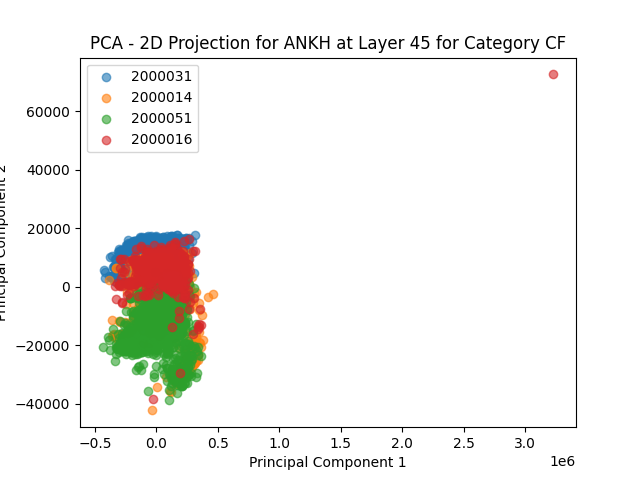 PCA - 2D Projection for ANKH at Layer 45 for Category CF
2000031
2000014
2000051
2000016
60000
40000
20000
0
−20000
−40000
Principal Component 2
−0.5 0.0 0.5 1.0 1.5 2.0 2.5 3.0
1e6
Principal Component 1